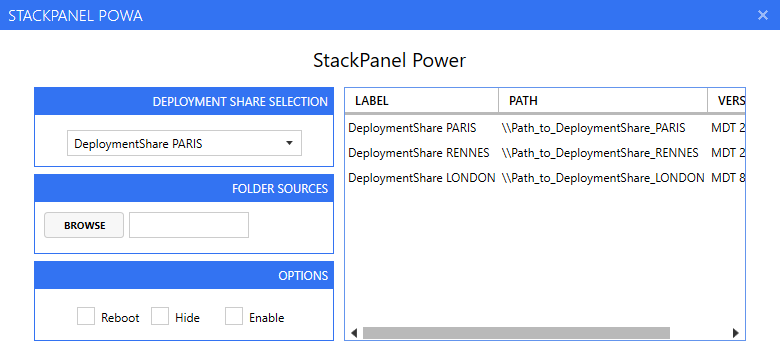 STACKPANEL POWA
StackPanel Power
DEPLOYMENT SHARE SELECTION
DeploymentShare PARIS
FOLDER SOURCES
BROWSE
OPTIONS
Reboot Hide Enable
LABEL PATH VERS
DeploymentShare PARIS \\Path_to_DeploymentShare_PARIS MDT 2
DeploymentShare RENNES \\Path_to_DeploymentShare_RENNES MDT 2
DeploymentShare LONDON \\Path_to_DeploymentShare_LONDON MDT 8